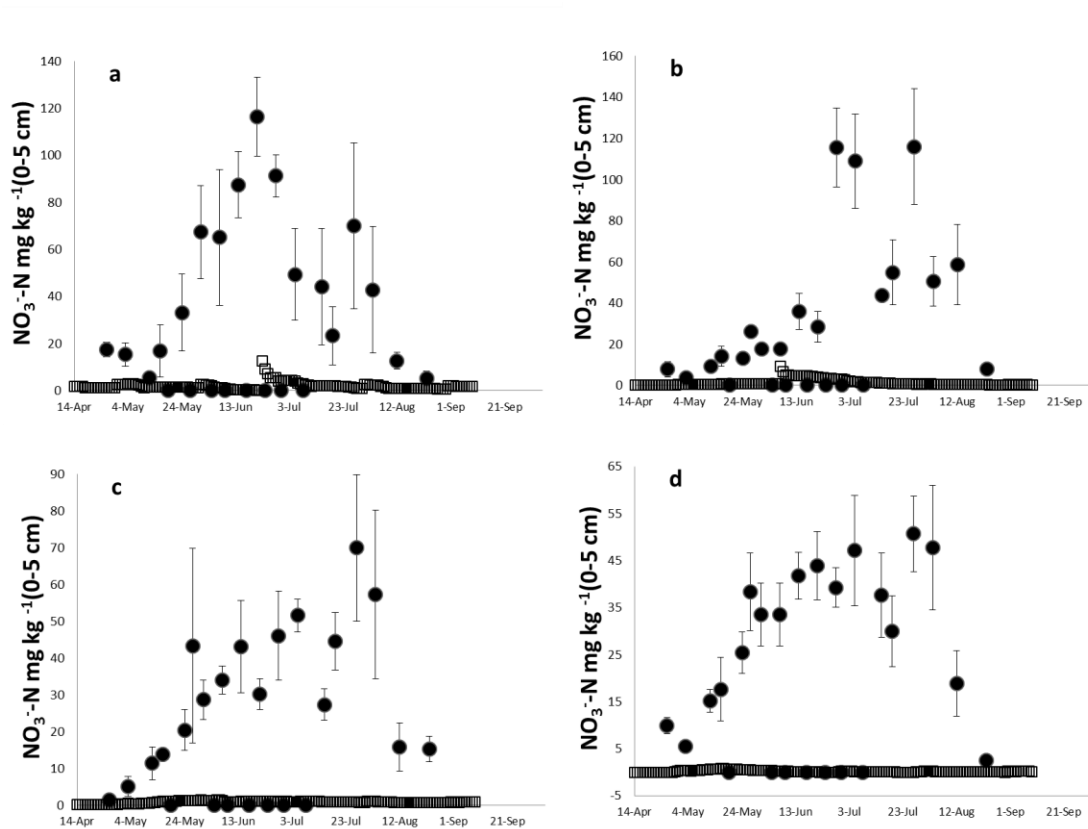 a
140
120
100
80
60
40
20
0
NO₃⁻-N mg kg ⁻¹(0-5 cm)
14-Apr 4-May 24-May 13-Jun 3-Jul 23-Jul 12-Aug 1-Sep 21-Sep
b
160
140
120
100
80
60
40
20
0
NO₃⁻-N mg kg ⁻¹(0-5 cm)
14-Apr 4-May 24-May 13-Jun 3-Jul 23-Jul 12-Aug 1-Sep 21-Sep
c
90
80
70
60
50
40
30
20
10
0
NO₃⁻-N mg kg ⁻¹(0-5 cm)
14-Apr 4-May 24-May 13-Jun 3-Jul 23-Jul 12-Aug 1-Sep 21-Sep
d
65
55
45
35
25
15
5
-5
NO₃⁻-N mg kg ⁻¹(0-5 cm)
14-Apr 4-May 24-May 13-Jun 3-Jul 23-Jul 12-Aug 1-Sep 21-Sep